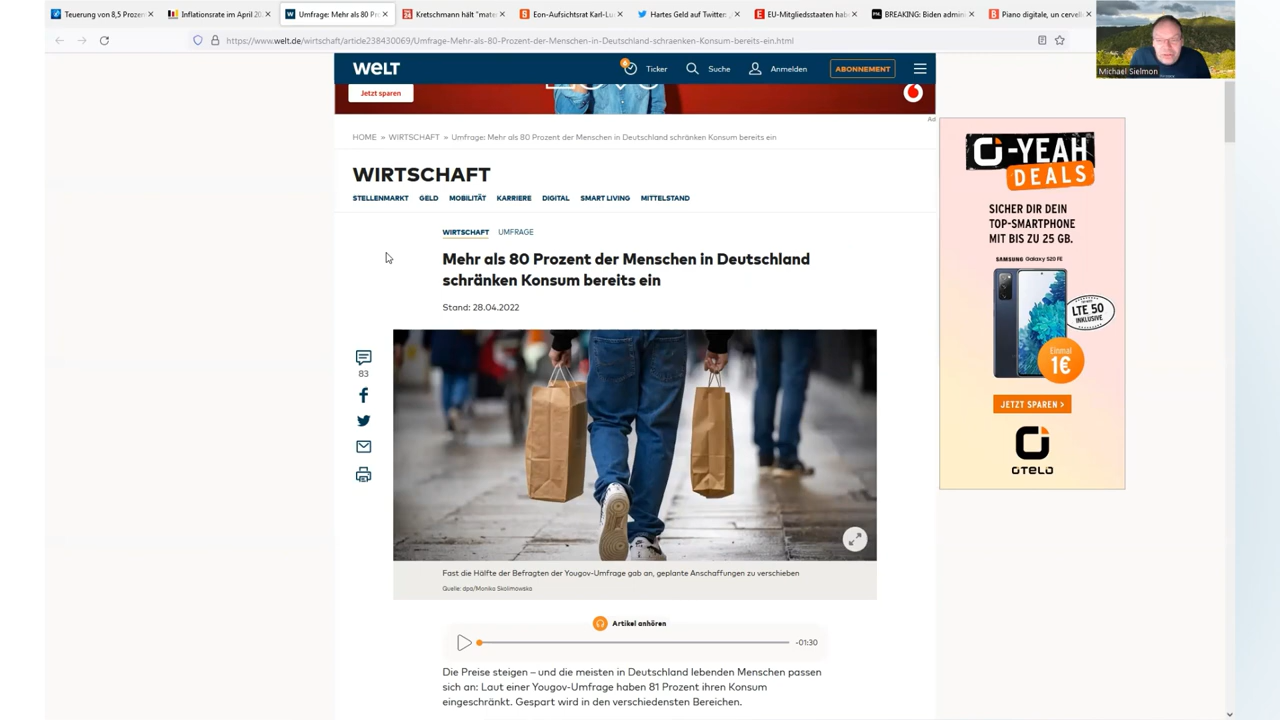 Teuerung von 8,5 Prozen
Inflationsrate im April 20
Umfrage: Mehr als 80 P
Kretschmann hält "mate
Eon-Aufsichtsrat Karl-Lu
Hartes Geld auf Twitter:
EU-Mitgliedsstaaten hab
BREAKING: Biden admin
Piano digitale, un cervel
https://www.welt.de/wirtschaft/article238430069/Umfrage-Mehr-als-80-Prozent-der-Menschen-in-Deutschland-schraenken-Konsum-bereits-ein.html
Michael Sielmon
WELT
6
Ticker
Suche
Anmelden
ABONNEMENT
Jetzt sparen
Ad
HOME » WIRTSCHAFT » Umfrage: Mehr als 80 Prozent der Menschen in Deutschland schränken Konsum bereits ein
WIRTSCHAFT
STELLENMARKT GELD MOBILITÄT KARRIERE DIGITAL SMART LIVING MITTELSTAND
WIRTSCHAFT UMFRAGE
Mehr als 80 Prozent der Menschen in Deutschland
schränken Konsum bereits ein
Stand: 28.04.2022
83
Fast die Hälfte der Befragten der Yougov-Umfrage gab an, geplante Anschaffungen zu verschieben
Quelle: dpa/Monika Skolimowska
Artikel anhören
-01:30
Die Preise steigen – und die meisten in Deutschland lebenden Menschen passen
sich an: Laut einer Yougov-Umfrage haben 81 Prozent ihren Konsum
eingeschränkt. Gespart wird in den verschiedensten Bereichen.
O-YEAH
DEALS
SICHER DIR DEIN
TOP-SMARTPHONE
MIT BIS ZU 25 GB.
SAMSUNG Galaxy S20 FE
LTE 50
INKLUSIVE
Einmal
1€
JETZT SPAREN >
OTELO